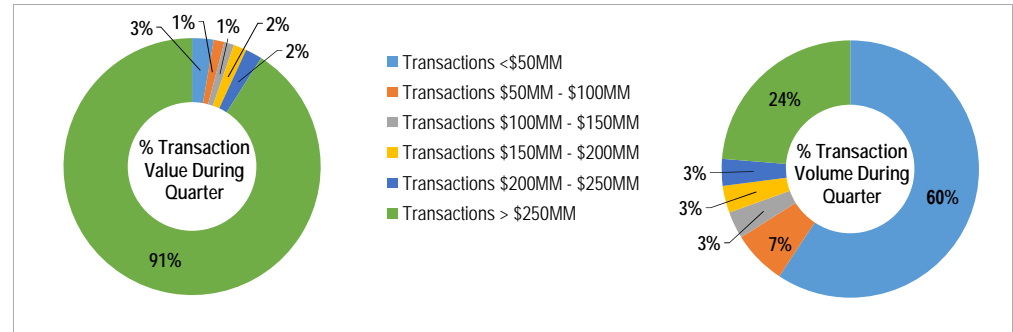 3%
1%
1%
2%
2%
91%
% Transaction
Value During
Quarter
Transactions <$50MM
Transactions $50MM - $100MM
Transactions $100MM - $150MM
Transactions $150MM - $200MM
Transactions $200MM - $250MM
Transactions > $250MM
24%
3%
3%
3%
7%
60%
% Transaction
Volume During
Quarter